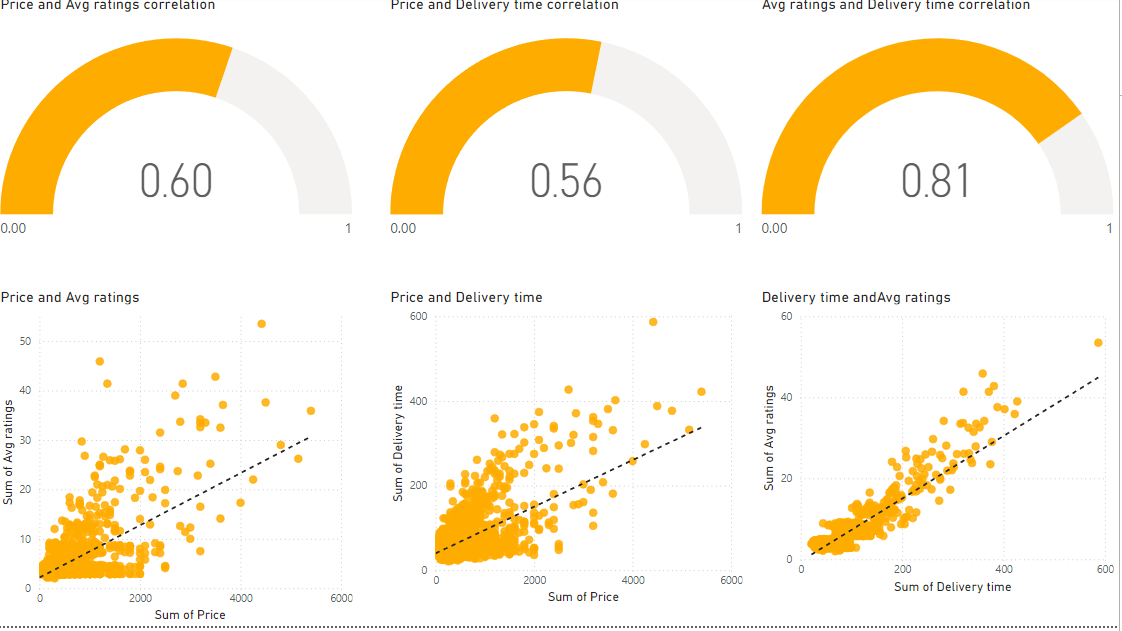 Price and Avg ratings correlation
Price and Delivery time correlation
Avg ratings and Delivery time correlation
0.60
0.56
0.81
0.00
1
0.00
1
0.00
1
Price and Avg ratings
Price and Delivery time
Delivery time andAvg ratings
Sum of Avg ratings
50
40
30
20
10
0
0
2000
4000
6000
Sum of Price
Sum of Delivery time
600
400
200
0
0
2000
4000
6000
Sum of Price
Sum of Avg ratings
60
40
20
0
0
200
400
600
Sum of Delivery time